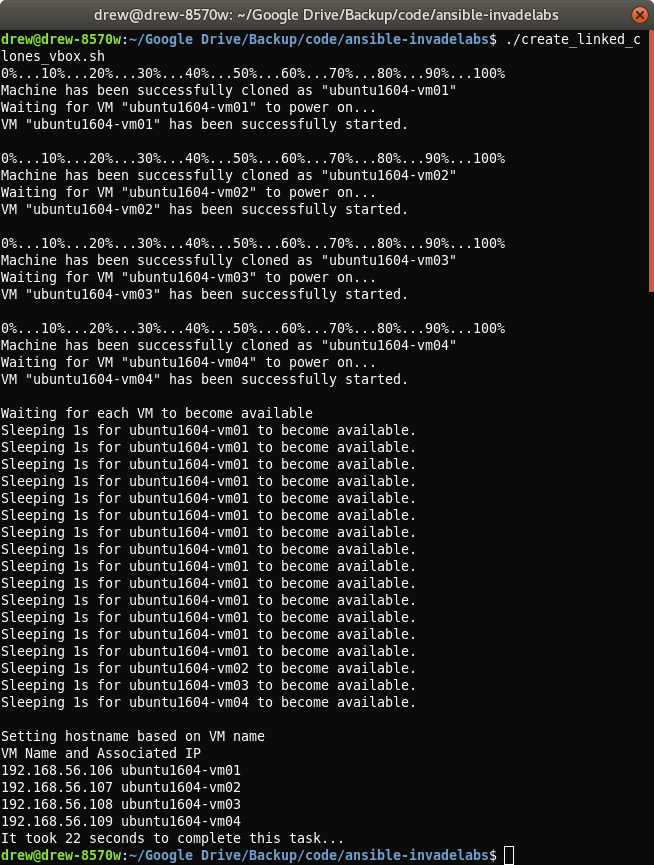 drew@drew-8570w: ~/Google Drive/Backup/code/ansible-invadelabs
drew@drew-8570w:~/Google Drive/Backup/code/ansible-invadelabs$ ./create_linked_c
lones_vbox.sh
0%...10%...20%...30%...40%...50%...60%...70%...80%...90%...100%
Machine has been successfully cloned as "ubuntu1604-vm01"
Waiting for VM "ubuntu1604-vm01" to power on...
VM "ubuntu1604-vm01" has been successfully started.

0%...10%...20%...30%...40%...50%...60%...70%...80%...90%...100%
Machine has been successfully cloned as "ubuntu1604-vm02"
Waiting for VM "ubuntu1604-vm02" to power on...
VM "ubuntu1604-vm02" has been successfully started.

0%...10%...20%...30%...40%...50%...60%...70%...80%...90%...100%
Machine has been successfully cloned as "ubuntu1604-vm03"
Waiting for VM "ubuntu1604-vm03" to power on...
VM "ubuntu1604-vm03" has been successfully started.

0%...10%...20%...30%...40%...50%...60%...70%...80%...90%...100%
Machine has been successfully cloned as "ubuntu1604-vm04"
Waiting for VM "ubuntu1604-vm04" to power on...
VM "ubuntu1604-vm04" has been successfully started.

Waiting for each VM to become available
Sleeping 1s for ubuntu1604-vm01 to become available.
Sleeping 1s for ubuntu1604-vm01 to become available.
Sleeping 1s for ubuntu1604-vm01 to become available.
Sleeping 1s for ubuntu1604-vm01 to become available.
Sleeping 1s for ubuntu1604-vm01 to become available.
Sleeping 1s for ubuntu1604-vm01 to become available.
Sleeping 1s for ubuntu1604-vm01 to become available.
Sleeping 1s for ubuntu1604-vm01 to become available.
Sleeping 1s for ubuntu1604-vm01 to become available.
Sleeping 1s for ubuntu1604-vm01 to become available.
Sleeping 1s for ubuntu1604-vm01 to become available.
Sleeping 1s for ubuntu1604-vm01 to become available.
Sleeping 1s for ubuntu1604-vm01 to become available.
Sleeping 1s for ubuntu1604-vm01 to become available.
Sleeping 1s for ubuntu1604-vm02 to become available.
Sleeping 1s for ubuntu1604-vm03 to become available.
Sleeping 1s for ubuntu1604-vm04 to become available.

Setting hostname based on VM name
VM Name and Associated IP
192.168.56.106 ubuntu1604-vm01
192.168.56.107 ubuntu1604-vm02
192.168.56.108 ubuntu1604-vm03
192.168.56.109 ubuntu1604-vm04
It took 22 seconds to complete this task...
drew@drew-8570w:~/Google Drive/Backup/code/ansible-invadelabs$